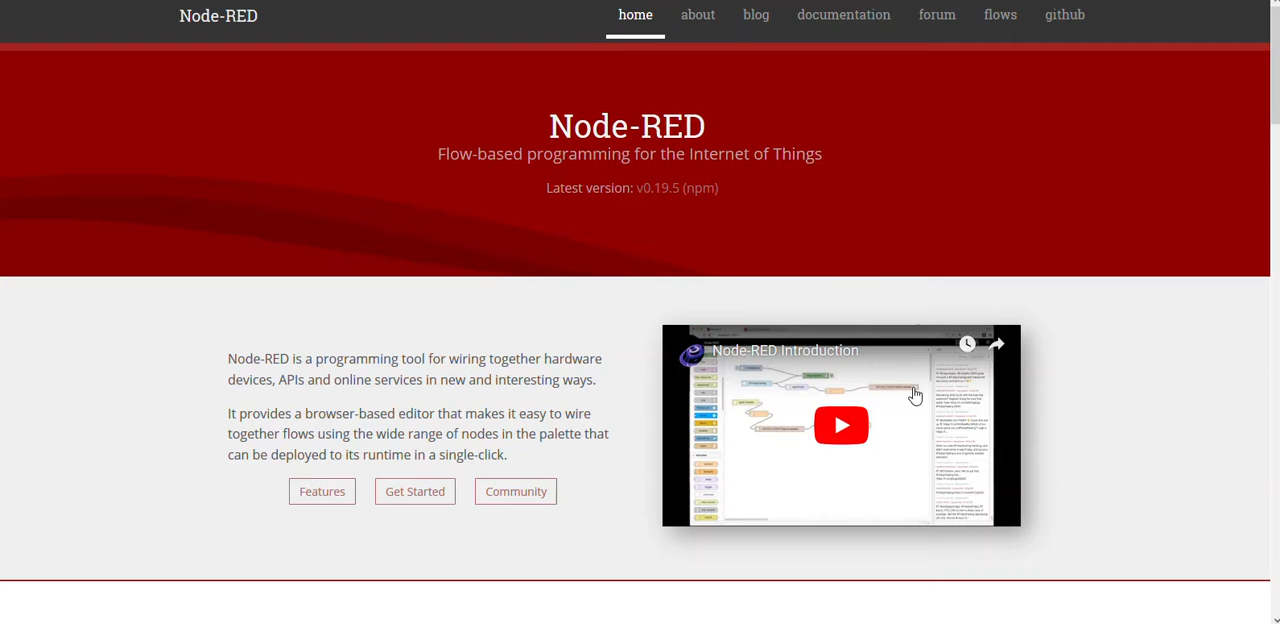 Node-RED
home about blog documentation forum flows github
Node-RED
Flow-based programming for the Internet of Things
Latest version: v0.19.5 (npm)
Node-RED is a programming tool for wiring together hardware
devices, APIs and online services in new and interesting ways.
It provides a browser-based editor that makes it easy to wire
together flows using the wide range of nodes in the palette that
can be deployed to its runtime in a single-click.
Features Get Started Community
Node-RED Introduction